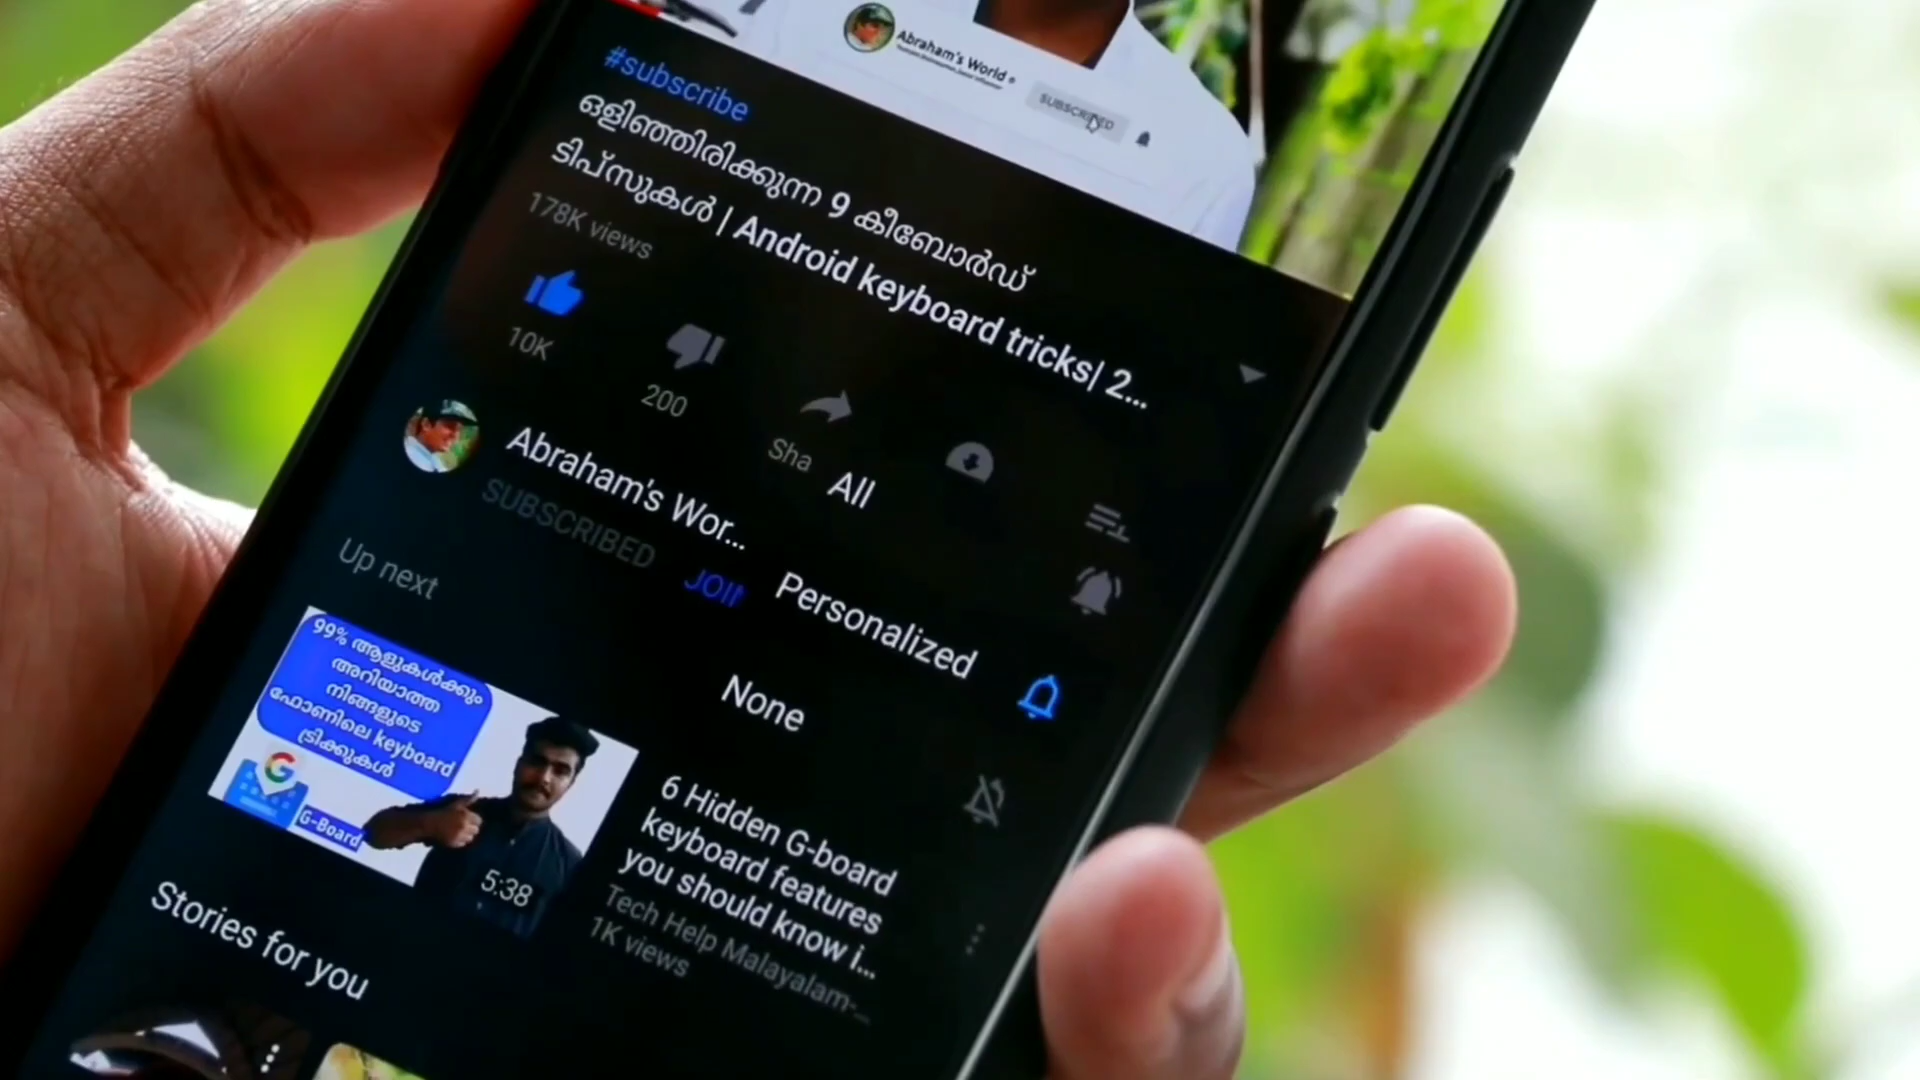 Abraham's World
SUBSCRIBED
#subscribe
ഒളിഞ്ഞിരിക്കുന്ന 9 കീബോർഡ്
ടിപ്സുകൾ | Android keyboard tricks| 2...
178K views
10K
200
Sha
All
Abraham's Wor...
SUBSCRIBED
JOIN
Personalized
None
Up next
99% ആളുകൾക്കും
അറിയാത്ത
നിങ്ങളുടെ
ഫോണിലെ keyboard
ട്രിക്കുകൾ
G-Board
5:38
6 Hidden G-board
keyboard features
you should know i...
Tech Help Malayalam-...
1K views
Stories for you